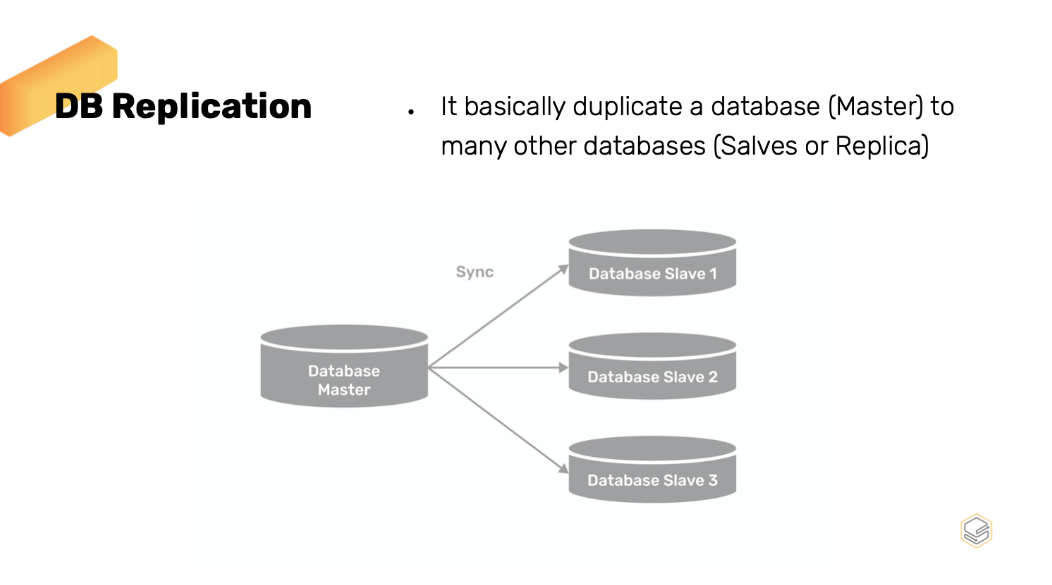 DB Replication
• It basically duplicate a database (Master) to
many other databases (Salves or Replica)
Sync
Database Slave 1
Database
Master
Database Slave 2
Database Slave 3